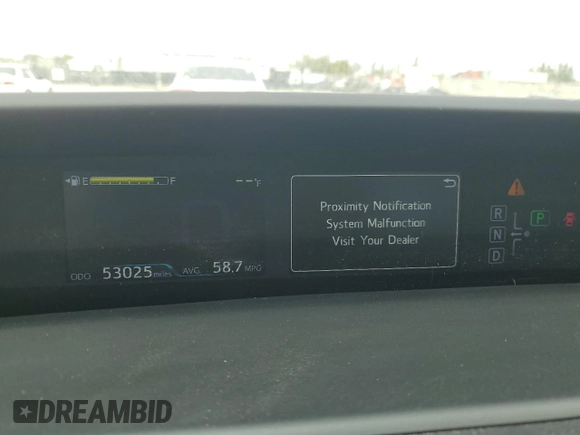 E F
--°F
Proximity Notification
System Malfunction
Visit Your Dealer
R
N
D
P
ODO 53025 miles AVG 58.7 MPG
DREAMBID